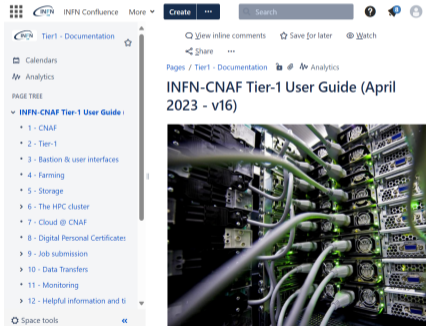 INFN Confluence More Create ••• Search
INFN Tier1 - Documentation
Calendars
Analytics
PAGE TREE
INFN-CNAF Tier-1 User Guide
1 - CNAF
2 - Tier-1
3 - Bastion & user interfaces
4 - Farming
5 - Storage
6 - The HPC cluster
7 - Cloud @ CNAF
8 - Digital Personal Certificates
9 - Job submission
10 - Data Transfers
11 - Monitoring
12 - Helpful information and ti
Space tools
View inline comments Save for later Watch
Share •••
Pages / Tier1 - Documentation Analytics
INFN-CNAF Tier-1 User Guide (April
2023 - v16)